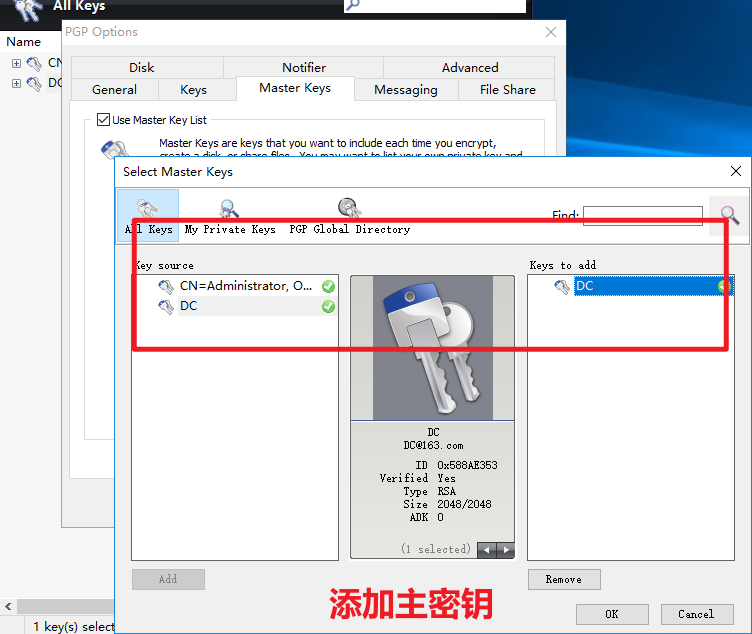 All Keys
PGP Options
Name
Disk
Notifier
Advanced
General
Keys
Master Keys
Messaging
File Share
Use Master Key List
Master Keys are keys that you want to include each time you encrypt,
create a disk, or share files. You may want to list your own private key and
Select Master Keys
All Keys
My Private Keys
PGP Global Directory
Find:
Key source
Keys to add
CN=Administrator, O...
DC
DC
DC
DC@163.com
ID 0x588AE353
Verified Yes
Type RSA
Size 2048/2048
ADK 0
(1 selected)
Add
Remove
添加主密钥
OK
Cancel
1 key(s) select